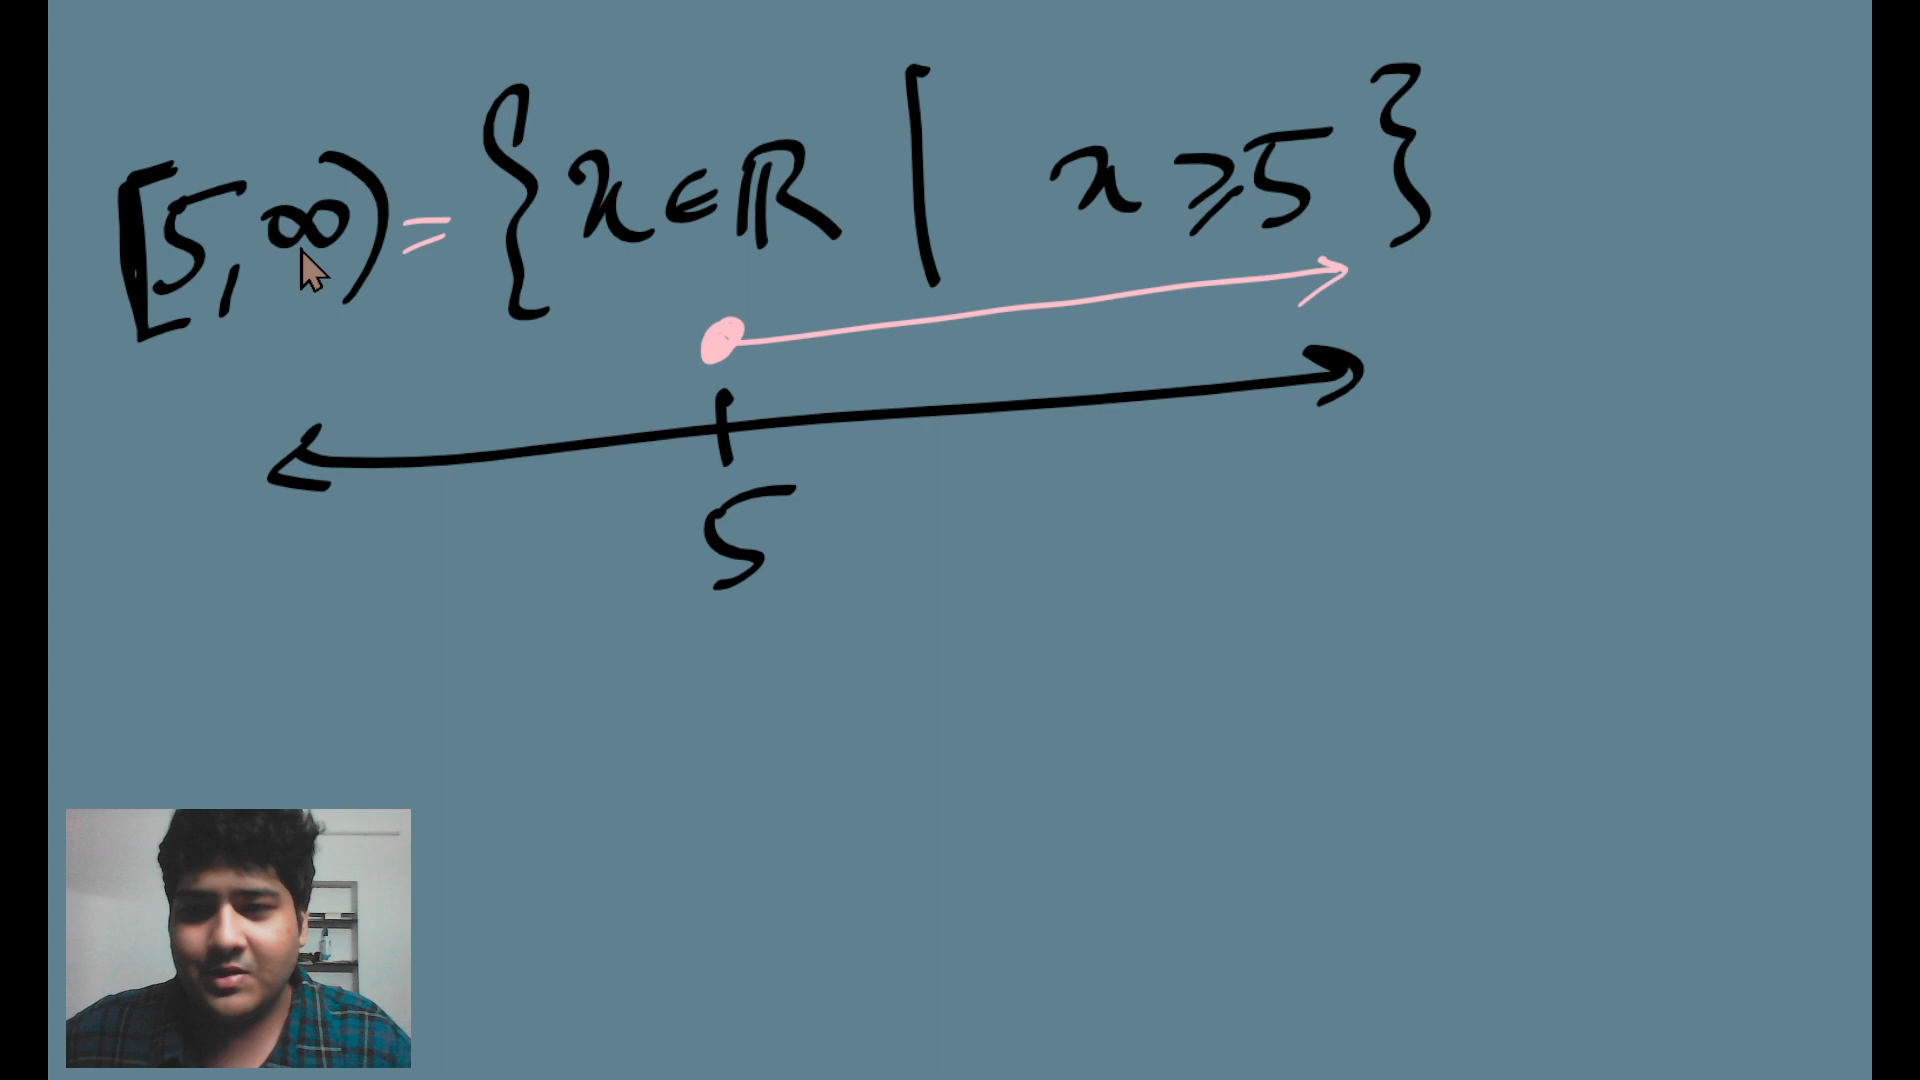 [5, ∞) = {x ∈ ℝ | x ⩾ 5}
5